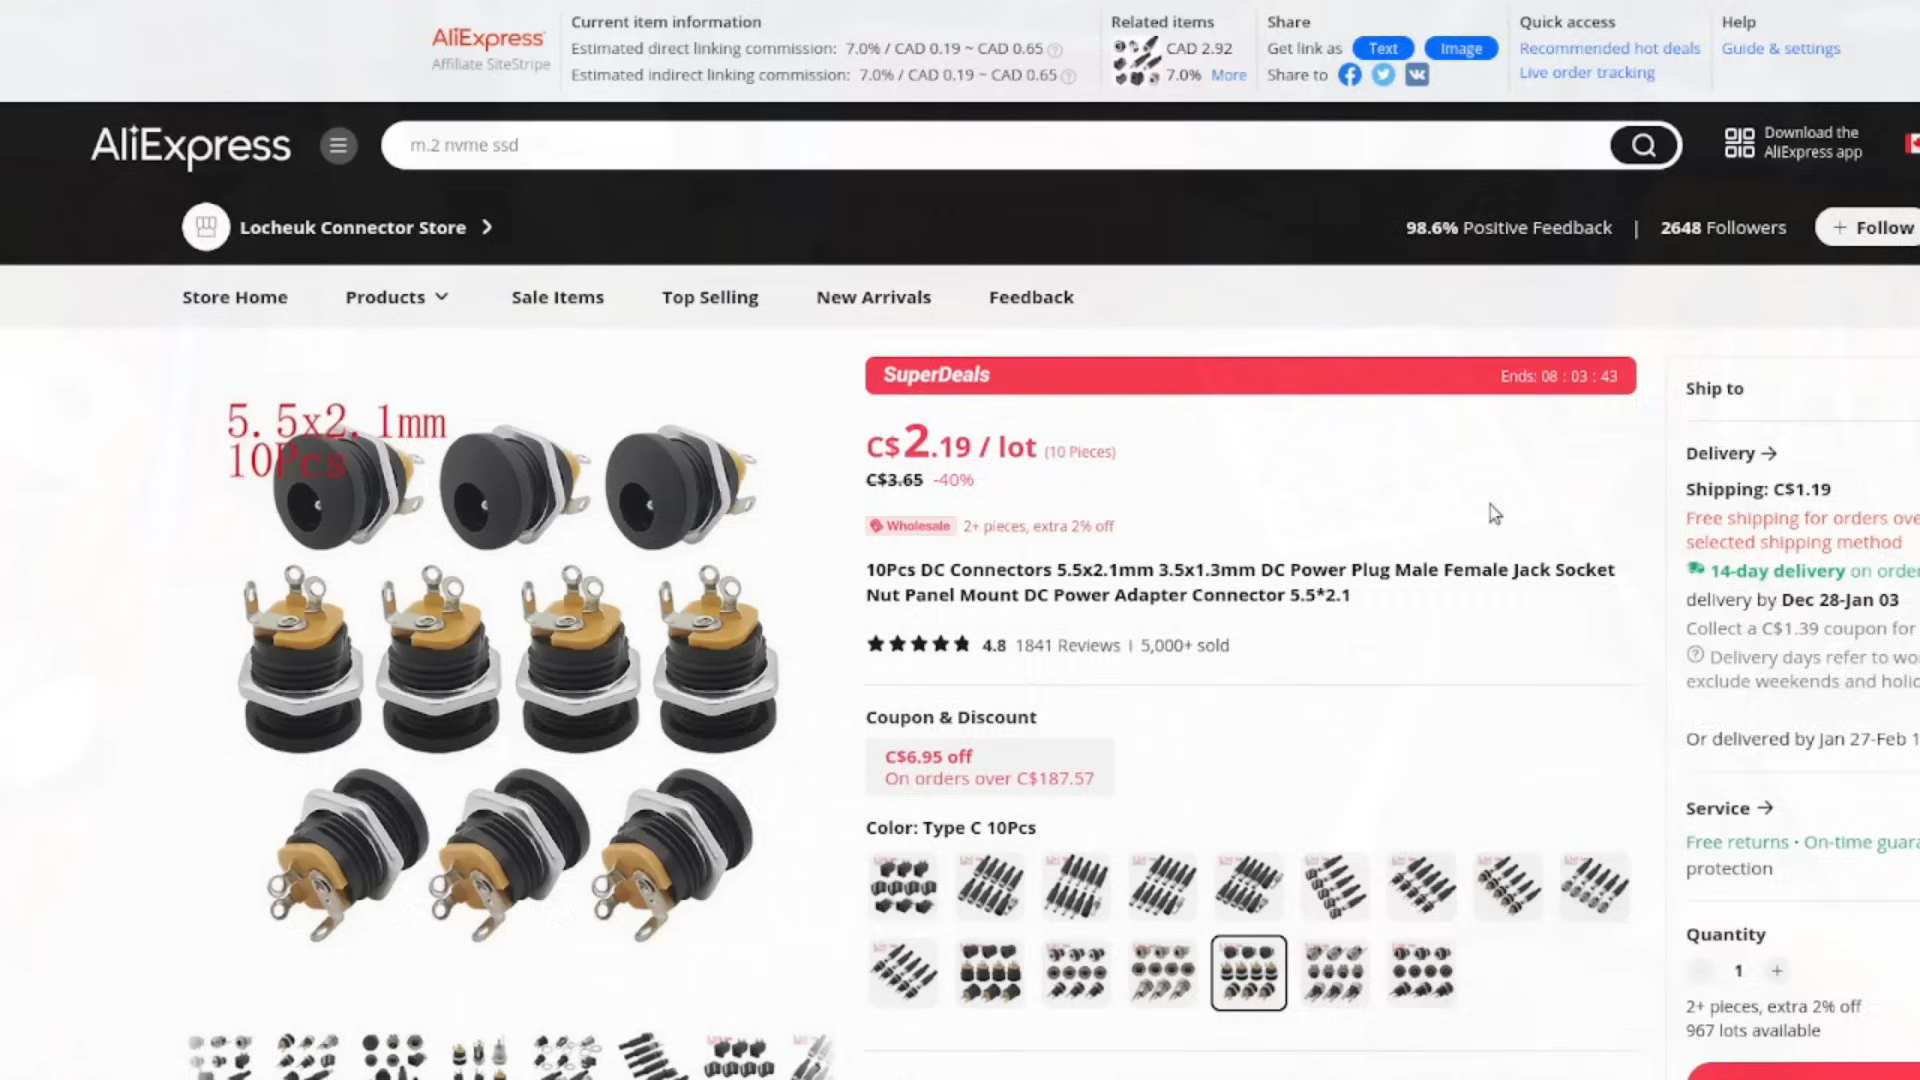 AliExpress
Affiliate SiteStripe
Current item information
Estimated direct linking commission: 7.0% / CAD 0.19 ~ CAD 0.65
Estimated indirect linking commission: 7.0% / CAD 0.19 ~ CAD 0.65
Related items
CAD 2.92
7.0% More
Share
Get link as Text Image
Share to
Quick access
Recommended hot deals
Live order tracking
Help
Guide & settings
AliExpress
m.2 nvme ssd
Download the
AliExpress app
Locheuk Connector Store
98.6% Positive Feedback | 2648 Followers
+ Follow
Store Home
Products
Sale Items
Top Selling
New Arrivals
Feedback
5.5x2.1mm
10Pcs
SuperDeals
Ends: 08 : 03 : 43
C$2.19 / lot (10 Pieces)
C$3.65 -40%
Wholesale 2+ pieces, extra 2% off
10Pcs DC Connectors 5.5x2.1mm 3.5x1.3mm DC Power Plug Male Female Jack Socket
Nut Panel Mount DC Power Adapter Connector 5.5*2.1
4.8 1841 Reviews | 5,000+ sold
Coupon & Discount
C$6.95 off
On orders over C$187.57
Color: Type C 10Pcs
Ship to
Delivery
Shipping: C$1.19
Free shipping for orders ove
selected shipping method
14-day delivery on orde
delivery by Dec 28-Jan 03
Collect a C$1.39 coupon for
Delivery days refer to wo
exclude weekends and holi
Or delivered by Jan 27-Feb 1
Service
Free returns · On-time guara
protection
Quantity
1 +
2+ pieces, extra 2% off
967 lots available